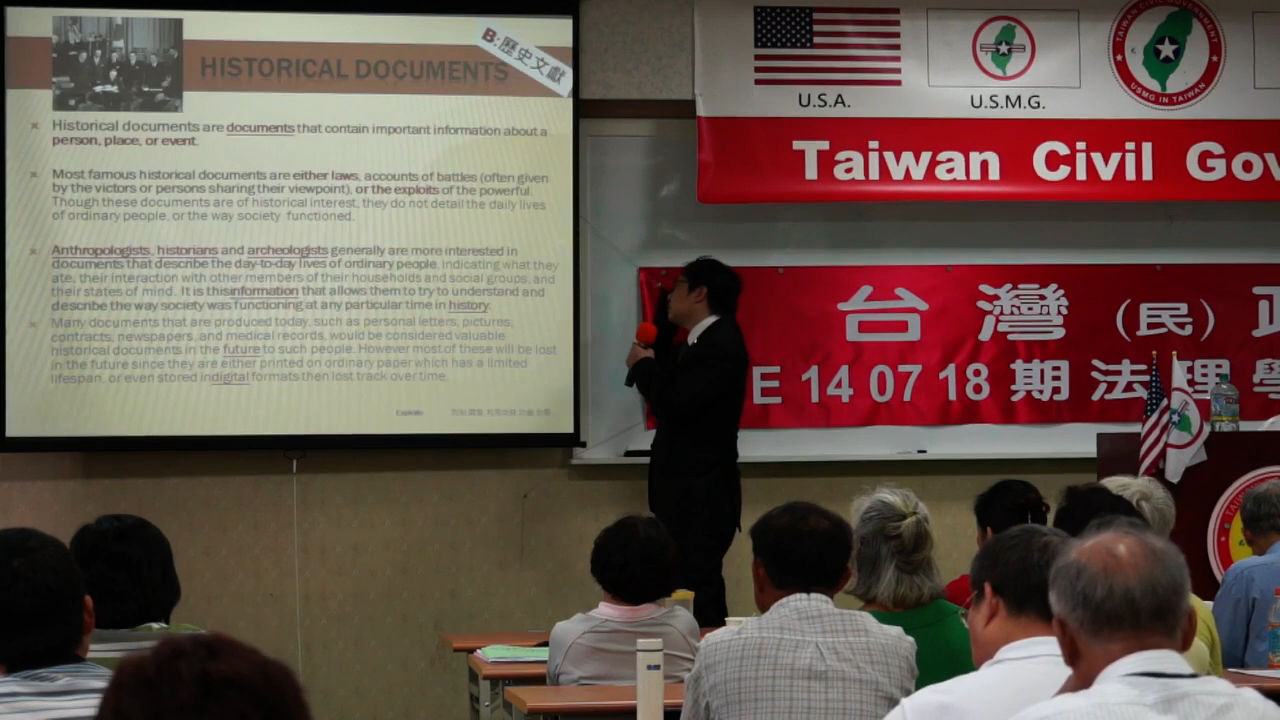 HISTORICAL DOCUMENTS
B:歷史文獻
Historical documents are documents that contain important information about a
person, place, or event.
Most famous historical documents are either laws, accounts of battles (often given
by the victors or persons sharing their viewpoint), or the exploits of the powerful.
Though these documents are of historical interest, they do not detail the daily lives
of ordinary people, or the way society functioned.
Anthropologists, historians and archeologists generally are more interested in
documents that describe the day-to-day lives of ordinary people, indicating what they
ate, their interaction with other members of their households and social groups, and
their states of mind. It is thisinformation that allows them to try to understand and
describe the way society was functioning at any particular time in history.
Many documents that are produced today, such as personal letters, pictures,
contracts, newspapers, and medical records, would be considered valuable
historical documents in the future to such people. However most of these will be lost
in the future since they are either printed on ordinary paper which has a limited
lifespan, or even stored indigital formats then lost track over time.
U.S.A.
U.S.M.G.
TAIWAN CIVIL GOVERNMENT
USMG IN TAIWAN
Taiwan Civil Gov
台灣(民)政
E 14 07 18 期 法理學